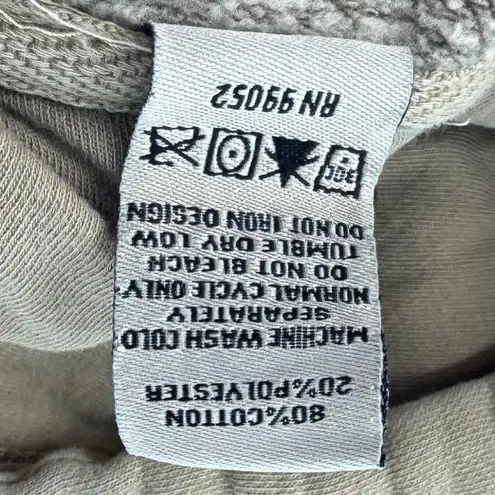 80%COTTON
20%POLYESTER
MACHINE WASH COLD
SEPARATELY
NORMAL CYCLE ONLY
DO NOT BLEACH
TUMBLE DRY LOW
DO NOT IRON DESIGN
30C
RN 99052